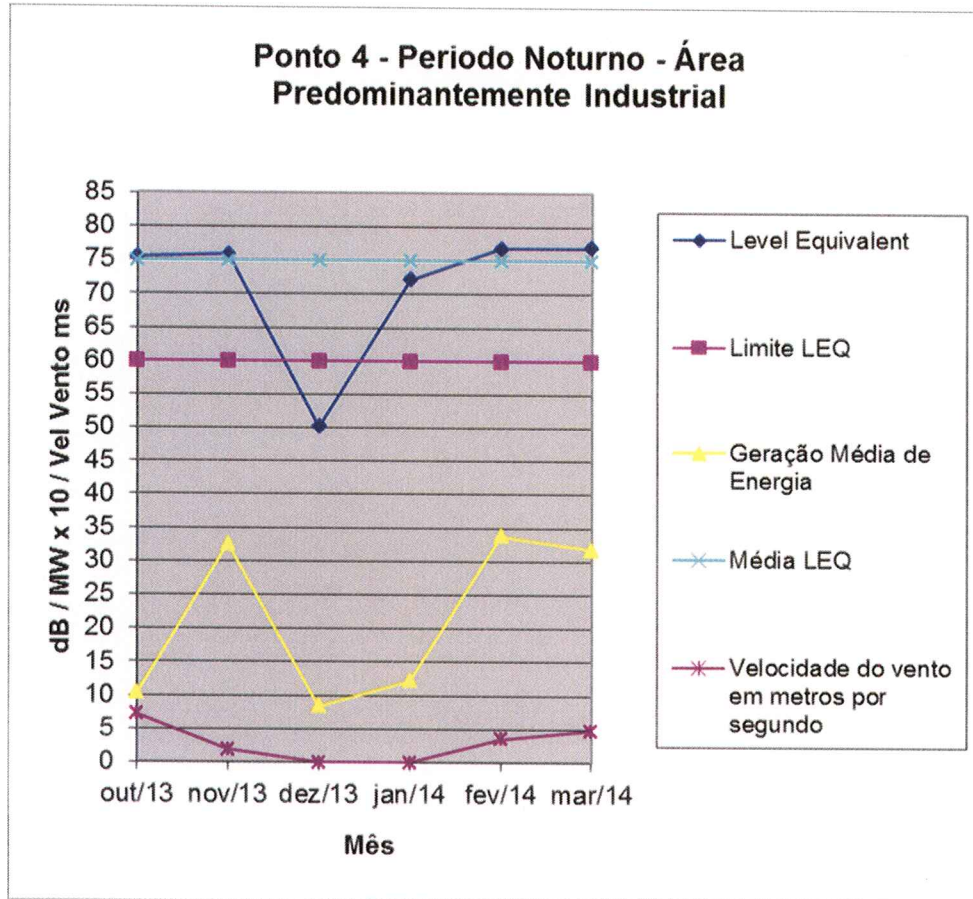 Ponto 4 - Periodo Noturno - Área
Predominantemente Industrial
dB / MW x 10 / Vel Vento ms
85
80
75
70
65
60
55
50
45
40
35
30
25
20
15
10
5
0
out/13 nov/13 dez/13 jan/14 fev/14 mar/14
Mês
Level Equivalent
Limite LEQ
Geração Média de
Energia
Média LEQ
Velocidade do vento
em metros por
segundo